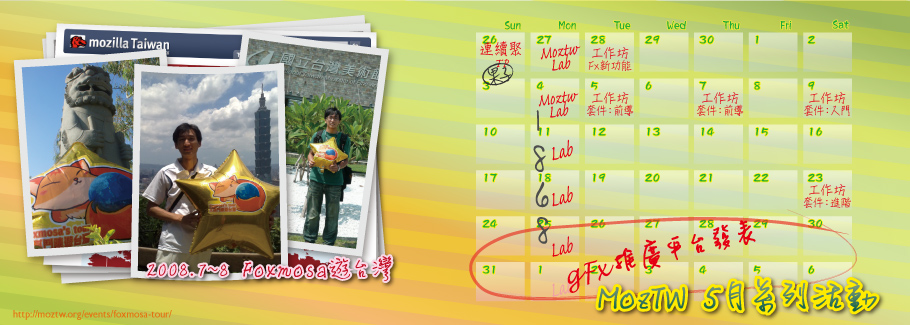 mozilla Taiwan
國立台灣美術館
2008.7~8 Foxmosa遊台灣
http://moztw.org/events/foxmosa-tour/
Sun Mon Tue Wed Thu Fri Sat
26 27 28 29 30 1 2
連續聚
Moztw
Lab
工作坊
Fx新功能
3 4 5 6 7 8 9
Moztw
Lab
工作坊
套件:前導
工作坊
套件:前導
工作坊
套件:入門
10 11 12 13 14 15 16
Lab
17 18 19 20 21 22 23
Lab
工作坊
套件:進階
24 25 26 27 28 29 30
Lab
31 1 2 3 4 5 6
1
8
6
8
gFx推廣平台發表
MozTW 5月系列活動